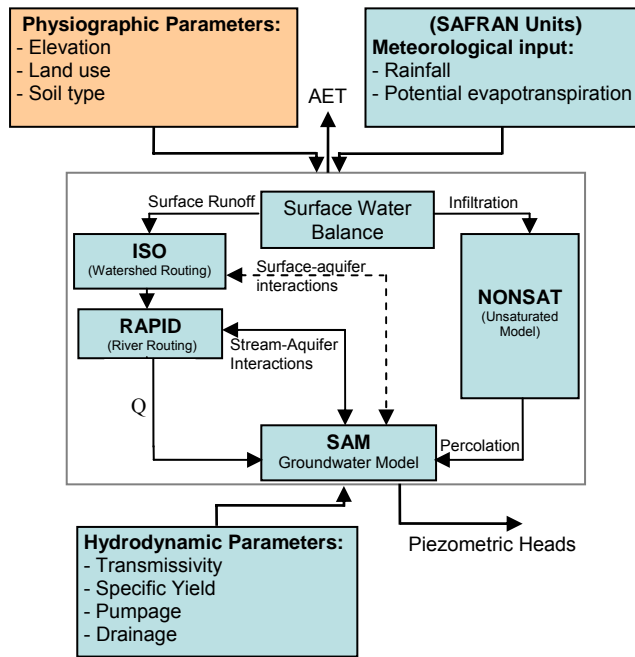 Physiographic Parameters:
- Elevation
- Land use
- Soil type
(SAFRAN Units)
Meteorological input:
- Rainfall
- Potential evapotranspiration
AET
Surface Runoff
Surface Water
Balance
Infiltration
ISO
(Watershed Routing)
Surface-aquifer
interactions
NONSAT
(Unsaturated
Model)
RAPID
(River Routing)
Stream-Aquifer
Interactions
Q
SAM
Groundwater Model
Percolation
Hydrodynamic Parameters:
- Transmissivity
- Specific Yield
- Pumpage
- Drainage
Piezometric Heads